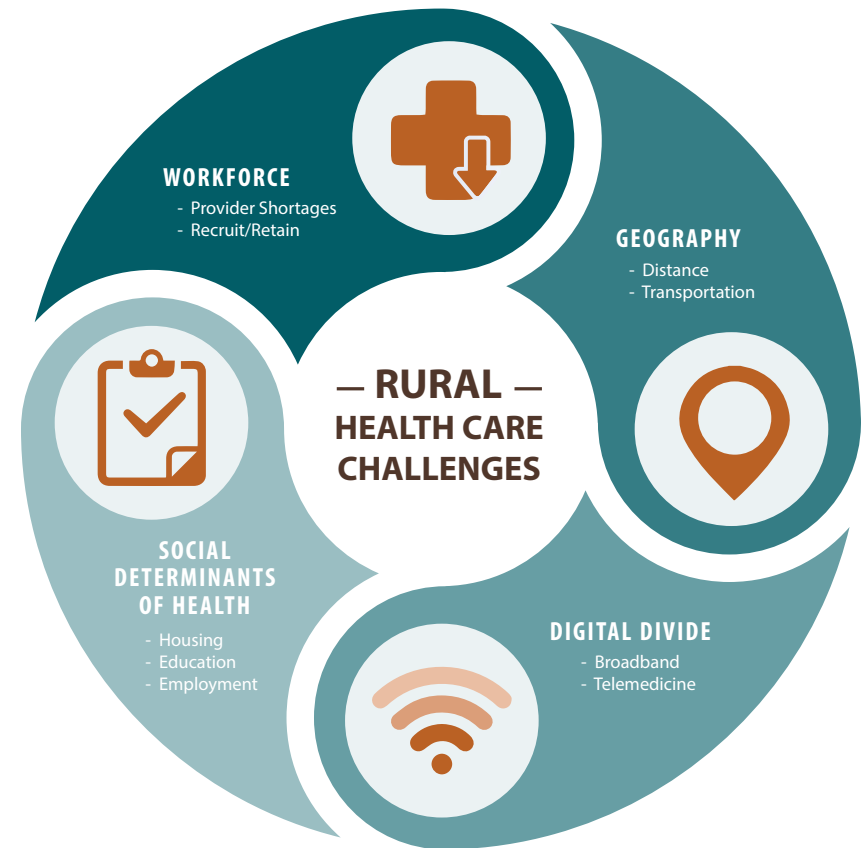 — RURAL —
HEALTH CARE
CHALLENGES
WORKFORCE
- Provider Shortages
- Recruit/Retain
GEOGRAPHY
- Distance
- Transportation
DIGITAL DIVIDE
- Broadband
- Telemedicine
SOCIAL
DETERMINANTS
OF HEALTH
- Housing
- Education
- Employment